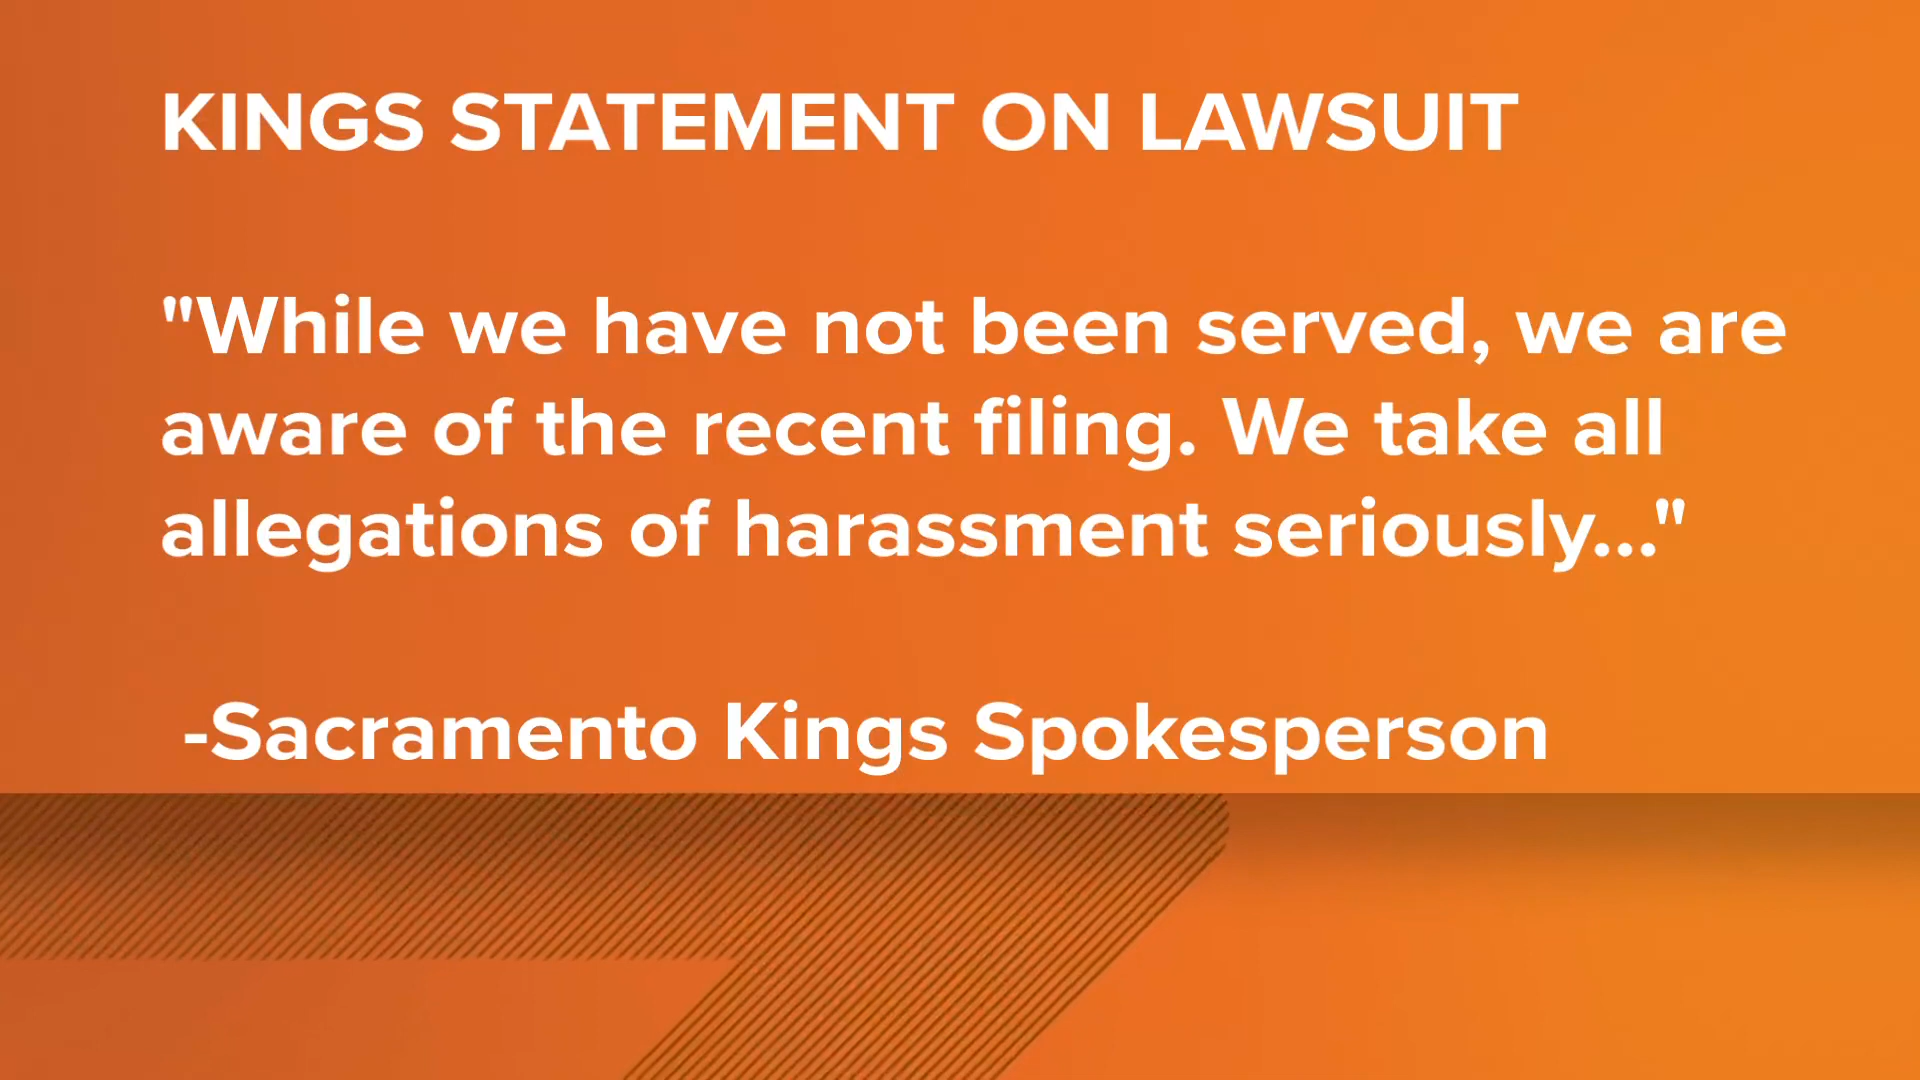 KINGS STATEMENT ON LAWSUIT
"While we have not been served, we are
aware of the recent filing. We take all
allegations of harassment seriously..."
-Sacramento Kings Spokesperson